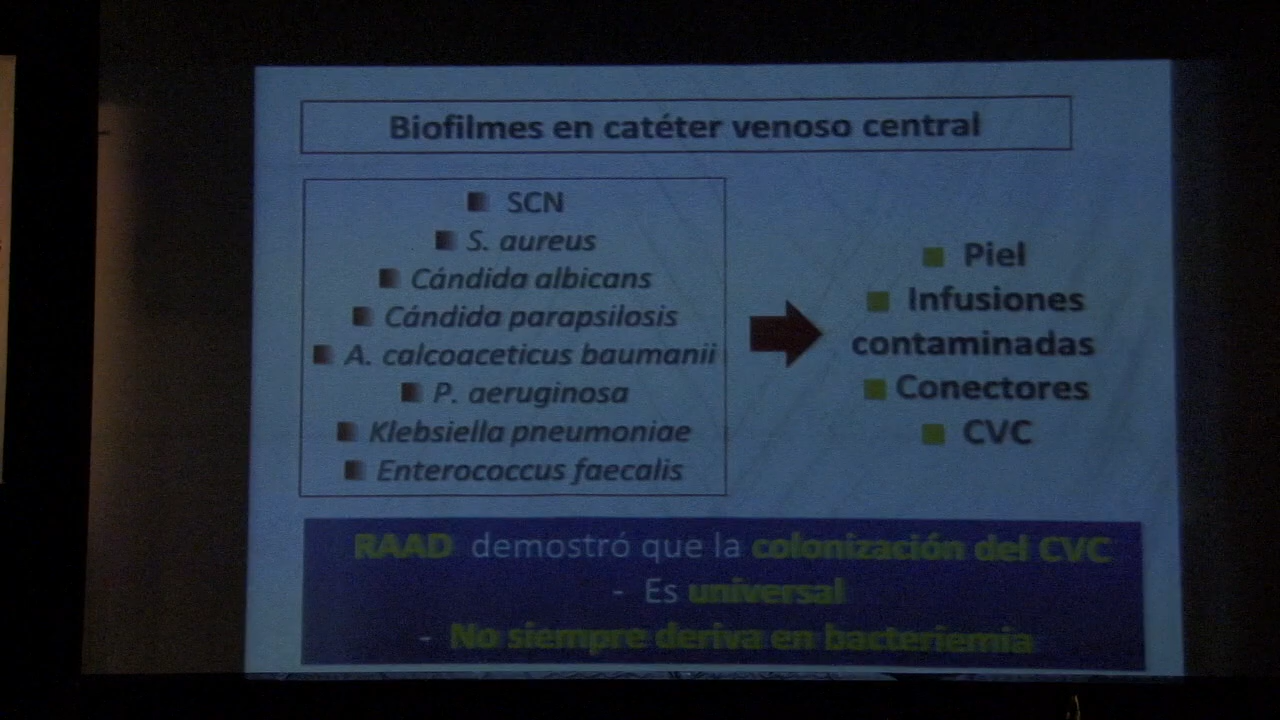 Biofilmes en catéter venoso central
SCN
S. aureus
Cándida albicans
Cándida parapsilosis
A. calcoaceticus baumanii
P. aeruginosa
Klebsiella pneumoniae
Enterococcus faecalis
Piel
Infusiones
contaminadas
Conectores
CVC
RAAD demostró que la colonización del CVC
- Es universal
- No siempre deriva en bacteriemia